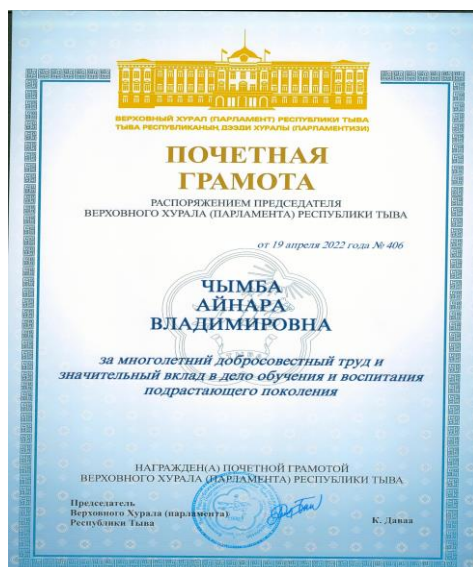 ВЕРХОВНЫЙ ХУРАЛ (ПАРЛАМЕНТ) РЕСПУБЛИКИ ТЫВА
ТЫВА РЕСПУБЛИКАНЫӉ ДЭЭДИ ХУРАЛЫ (ПАРЛАМЕНТИЗИ)
ПОЧЕТНАЯ
ГРАМОТА
РАСПОРЯЖЕНИЕМ ПРЕДСЕДАТЕЛЯ
ВЕРХОВНОГО ХУРАЛА (ПАРЛАМЕНТА) РЕСПУБЛИКИ ТЫВА
от 19 апреля 2022 года № 406
ЧЫМБА
АЙНАРА
ВЛАДИМИРОВНА
за многолетний добросовестный труд и
значительный вклад в дело обучения и воспитания
подрастающего поколения
НАГРАЖДЕН(А) ПОЧЕТНОЙ ГРАМОТОЙ
ВЕРХОВНОГО ХУРАЛА (ПАРЛАМЕНТА) РЕСПУБЛИКИ ТЫВА
Председатель
Верховного Хурала (парламента)
Республики Тыва
К. Даваа